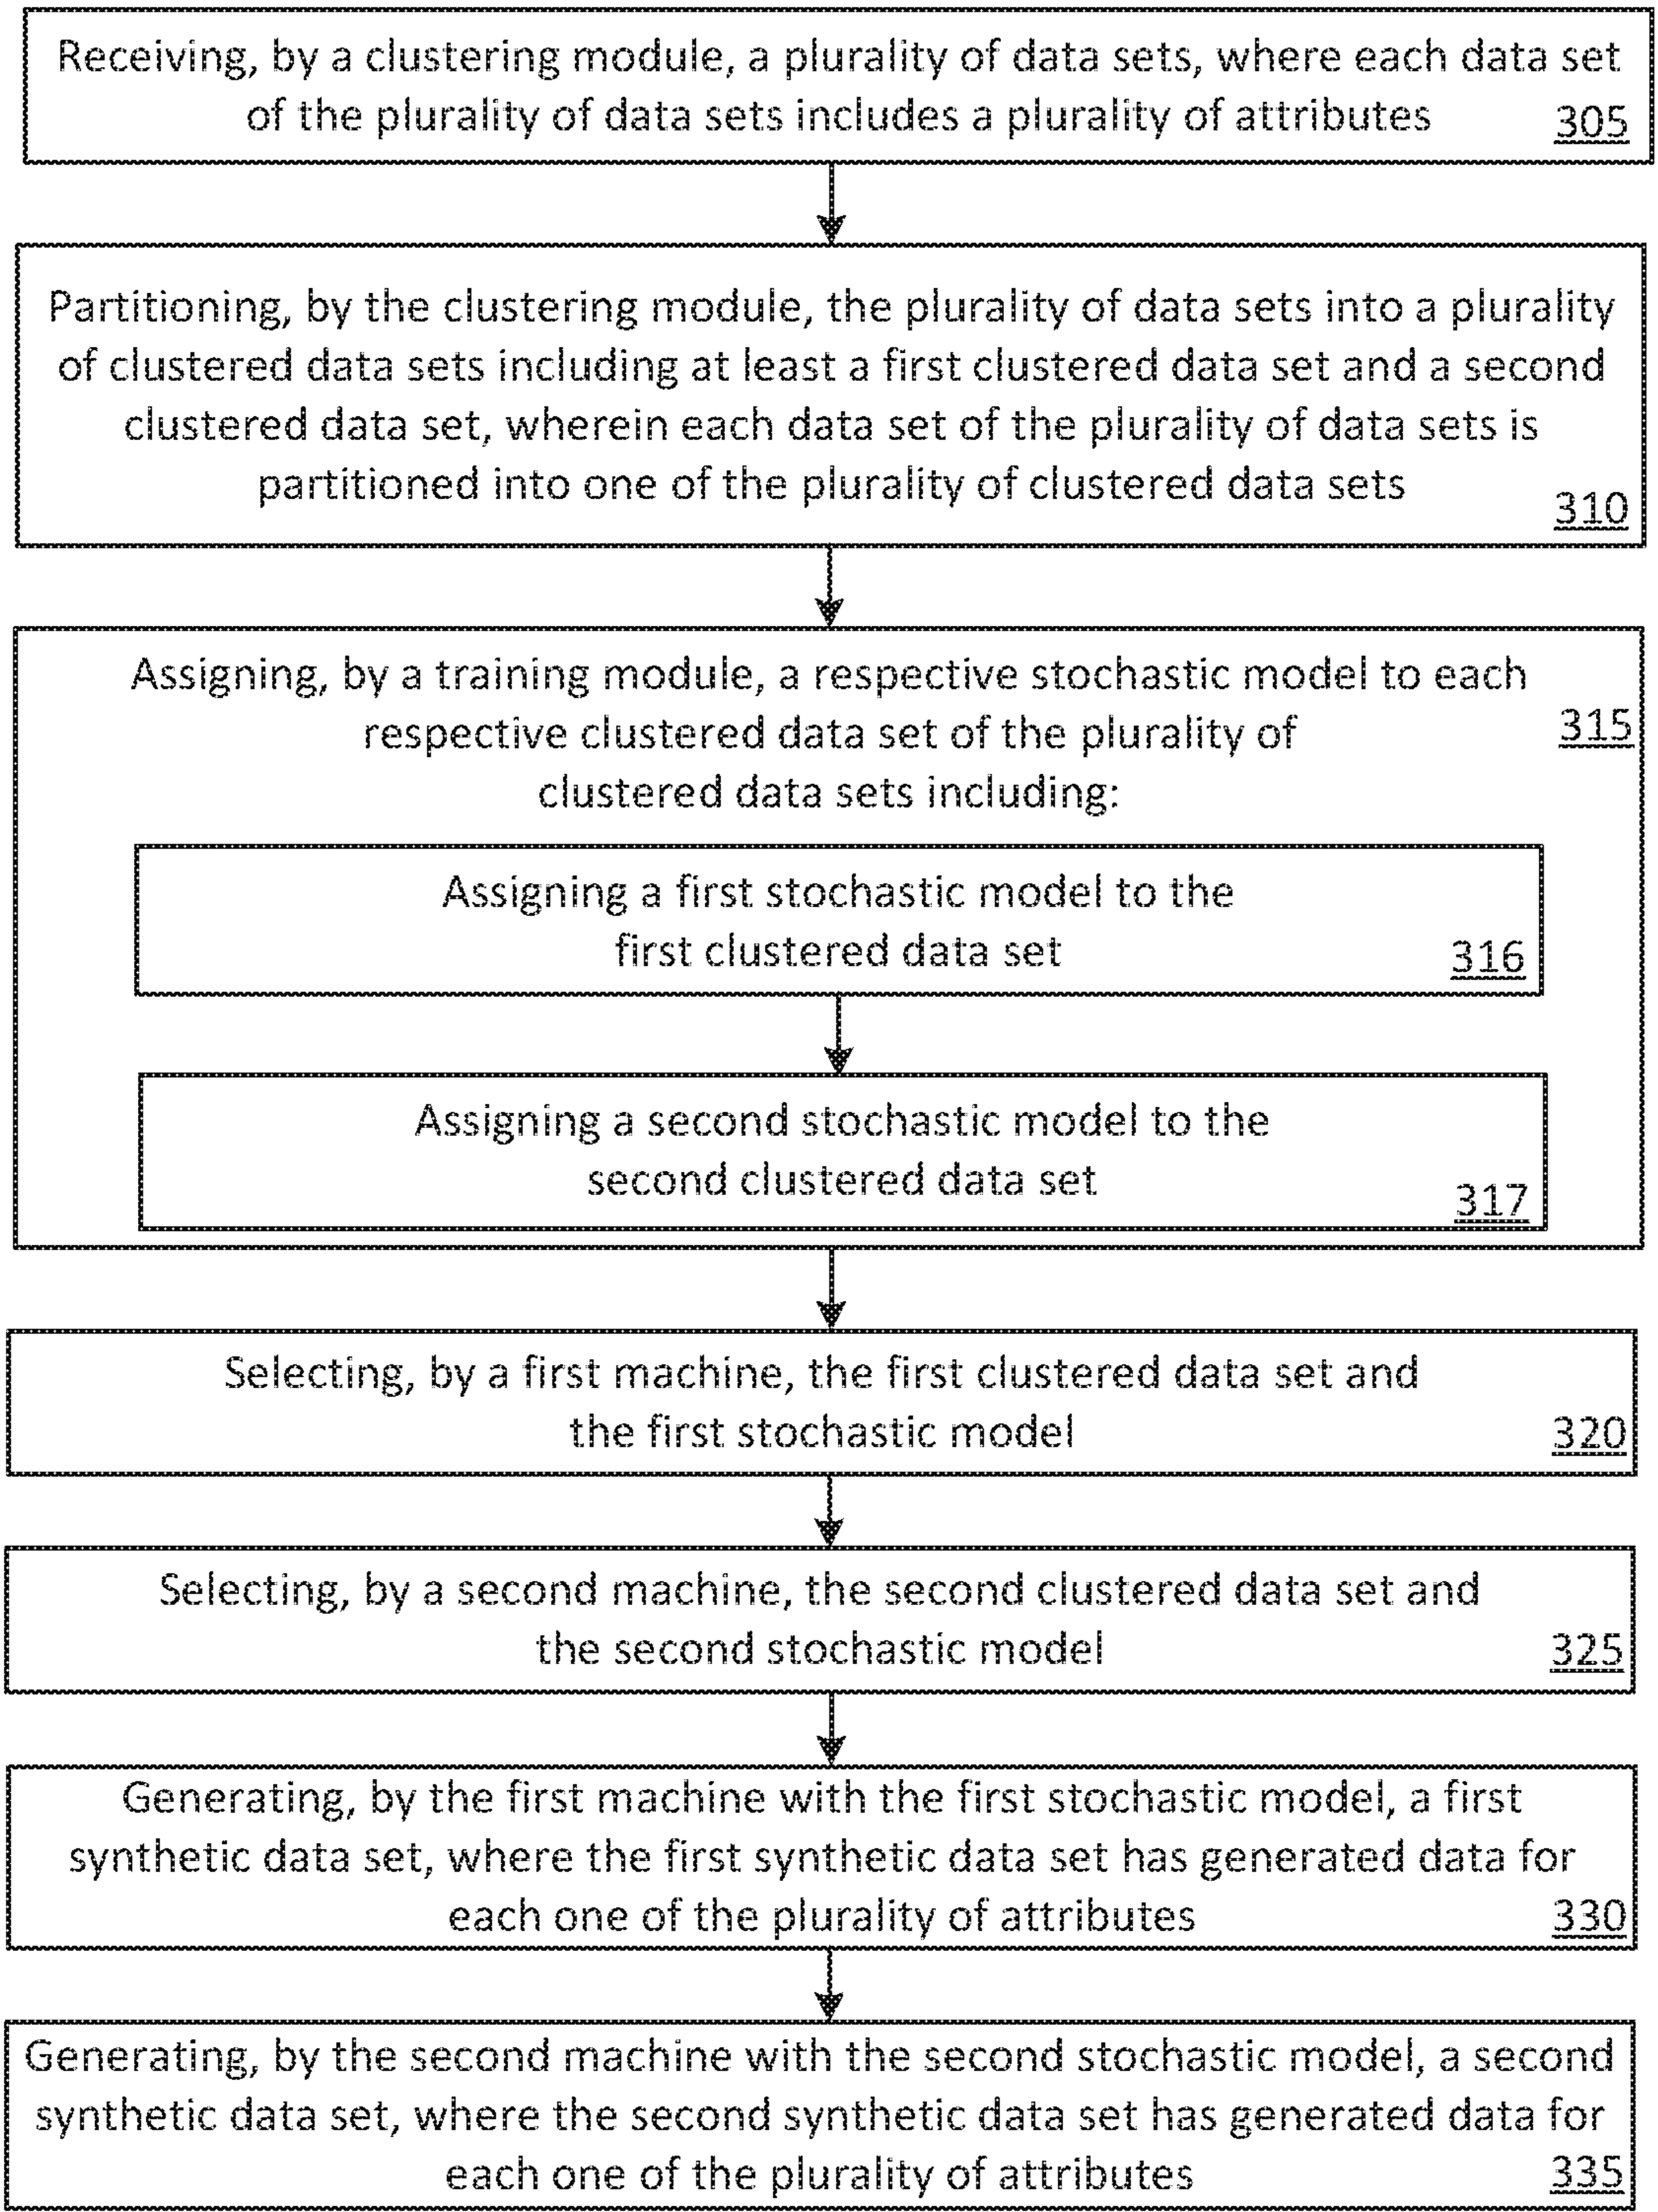 Receiving, by a clustering module, a plurality of data sets, where each data set
of the plurality of data sets includes a plurality of attributes 305
Partitioning, by the clustering module, the plurality of data sets into a plurality
of clustered data sets including at least a first clustered data set and a second
clustered data set, wherein each data set of the plurality of data sets is
partitioned into one of the plurality of clustered data sets
310
Assigning, by a training module, a respective stochastic model to each
respective clustered data set of the plurality of 315
clustered data sets including:
Assigning a first stochastic model to the
first clustered data set 316
Assigning a second stochastic model to the
second clustered data set 317
Selecting, by a first machine, the first clustered data set and
the first stochastic model 320
Selecting, by a second machine, the second clustered data set and
the second stochastic model 325
Generating, by the first machine with the first stochastic model, a first
synthetic data set, where the first synthetic data set has generated data for
each one of the plurality of attributes 330
Generating, by the second machine with the second stochastic model, a second
synthetic data set, where the second synthetic data set has generated data for
each one of the plurality of attributes 335